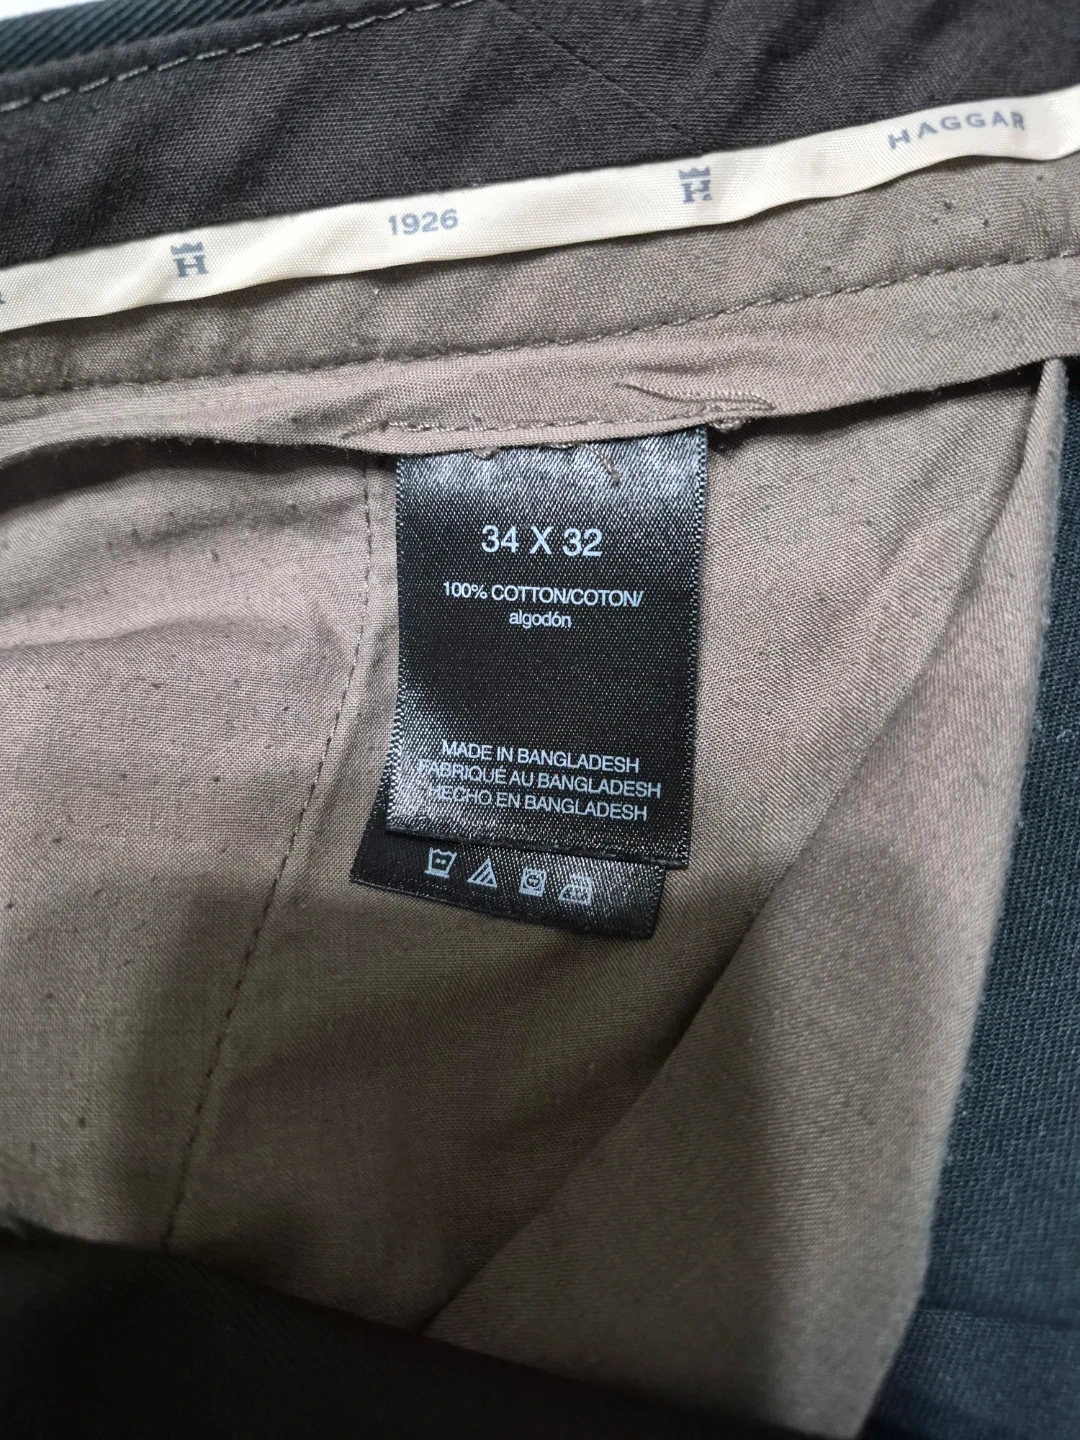 H 1926 H HAGGAR
34 X 32
100% COTTON/COTON/
algodón
MADE IN BANGLADESH
FABRIQUÉ AU BANGLADESH
HECHO EN BANGLADESH